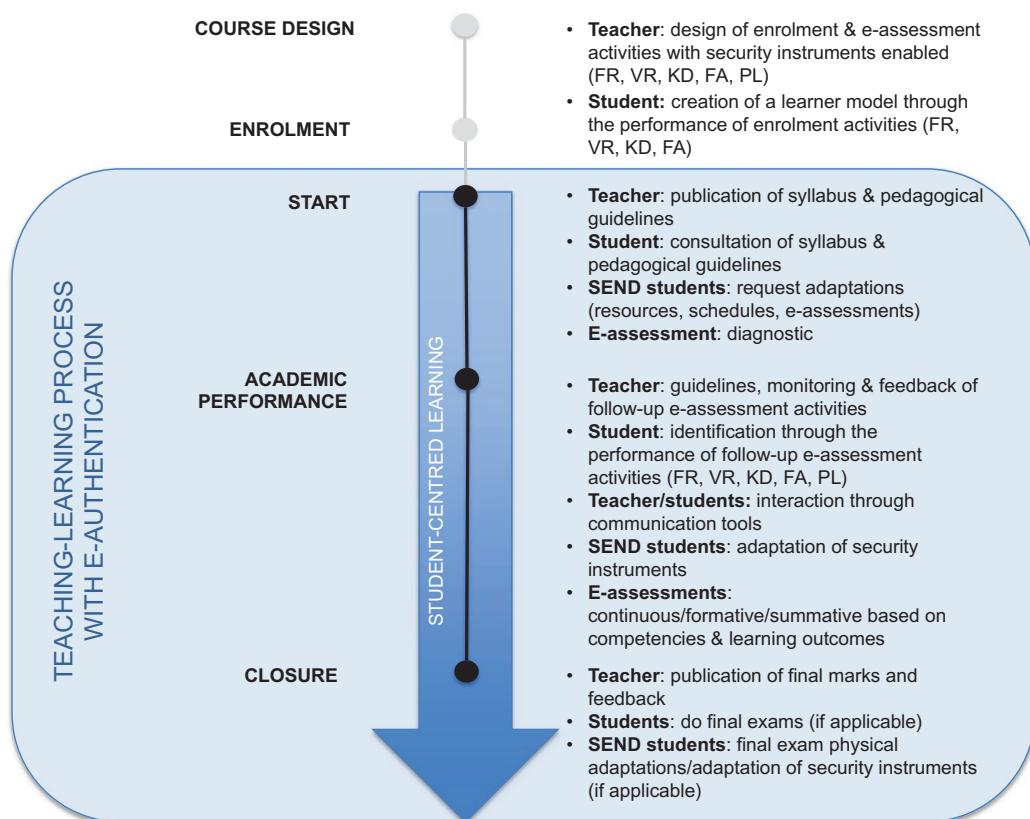 COURSE DESIGN
• Teacher: design of enrolment & e-assessment
activities with security instruments enabled
(FR, VR, KD, FA, PL)
ENROLMENT
• Student: creation of a learner model through
the performance of enrolment activities (FR,
VR, KD, FA)
TEACHING-LEARNING PROCESS
WITH E-AUTHENTICATION
STUDENT-CENTRED LEARNING
START
• Teacher: publication of syllabus & pedagogical
guidelines
• Student: consultation of syllabus &
pedagogical guidelines
• SEND students: request adaptations
(resources, schedules, e-assessments)
• E-assessment: diagnostic
ACADEMIC
PERFORMANCE
• Teacher: guidelines, monitoring & feedback of
follow-up e-assessment activities
• Student: identification through the
performance of follow-up e-assessment
activities (FR, VR, KD, FA, PL)
• Teacher/students: interaction through
communication tools
• SEND students: adaptation of security
instruments
• E-assessments:
continuous/formative/summative based on
competencies & learning outcomes
CLOSURE
• Teacher: publication of final marks and
feedback
• Students: do final exams (if applicable)
• SEND students: final exam physical
adaptations/adaptation of security instruments
(if applicable)